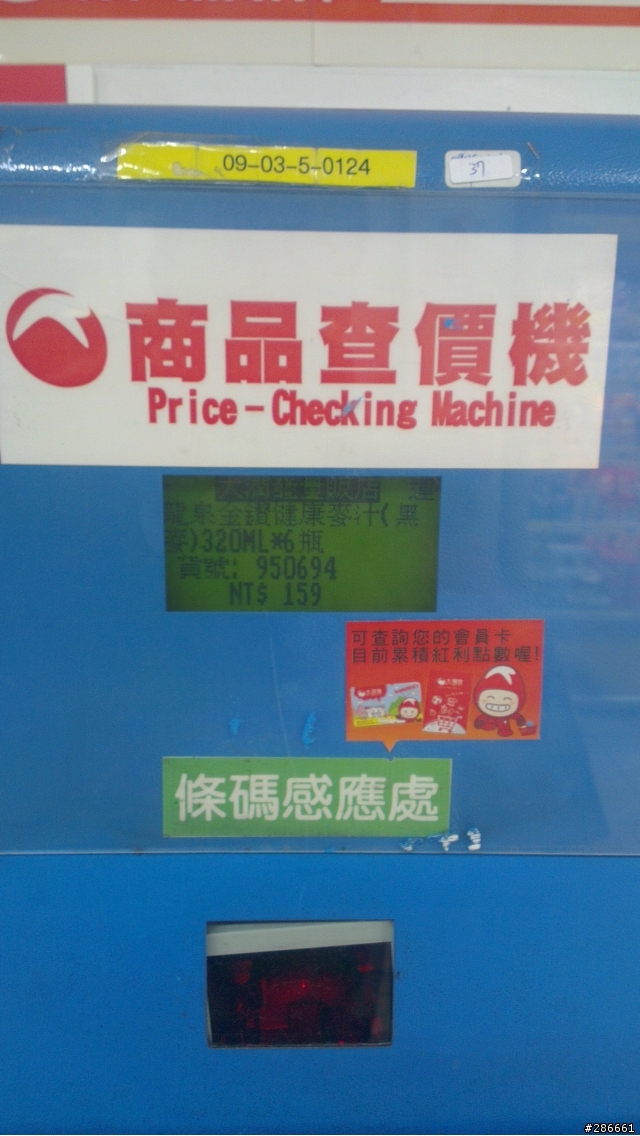 09-03-5-0124
37
商品查價機
Price-Checking Machine
龍泉金鑽健康麥汁(黑
麥)320ML*6瓶
貨號: 950694
NT$ 159
可查詢您的會員卡
目前累積紅利點數喔!
條碼感應處
#286661